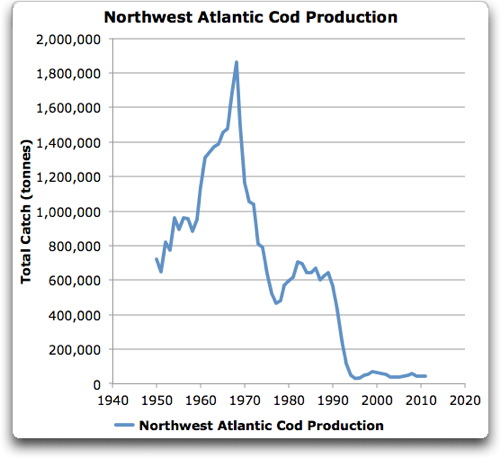 Northwest Atlantic Cod Production
Total Catch (tonnes)
2,000,000
1,800,000
1,600,000
1,400,000
1,200,000
1,000,000
800,000
600,000
400,000
200,000
0
1940 1950 1960 1970 1980 1990 2000 2010 2020
Northwest Atlantic Cod Production